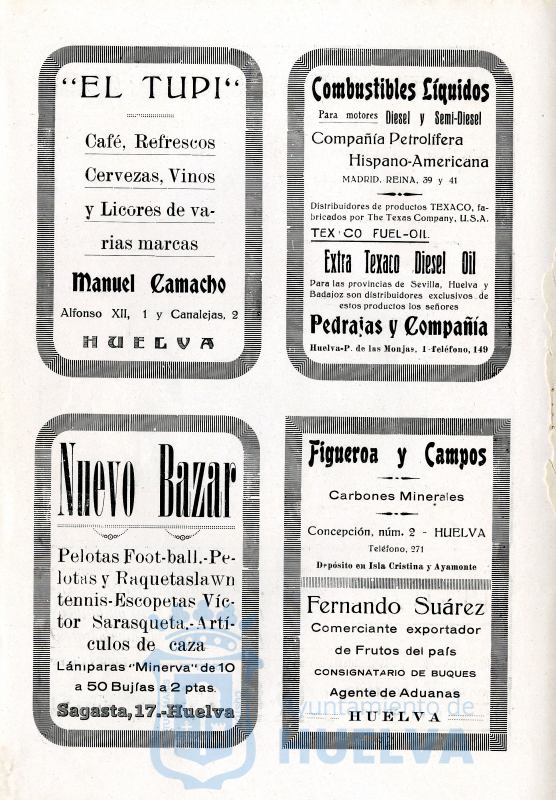 “EL TUPI“
Café, Refrescos
Cervezas, Vinos
y Licores de va-
rias marcas
Manuel Camacho
Alfonso XII, 1 y Canalejas, 2
HUELVA
Combustibles Líquidos
Para motores Diesel y Semi-Diesel
Compañía Petrolífera
Hispano-Americana
MADRID. REINA, 39 y 41
Distribuidores de productos TEXACO, fa-
bricados por The Texas Company, U.S.A.
TEX CO FUEL-OIL.
Extra Texaco Diesel Oil
Para las provincias de Sevilla, Huelva y
Badajoz son distribuidores exclusivos de
estos productos los señores
Pedrajas y Compañía
Huelva-P. de las Monjas, 1-Teléfono, 149
Nuevo Bazar
Pelotas Foot-ball.-Pe-
lotas y Raquetas lawn
tennis-Escopetas Víc-
tor Sarasqueta.-Artí-
culos de caza
Lámparas "Minerva" de 10
a 50 Bujías a 2 ptas.
Sagasta, 17.-Huelva
Figueroa y Campos
Carbones Minerales
Concepción, núm. 2 - HUELVA
Teléfono, 271
Depósito en Isla Cristina y Ayamonte
Fernando Suárez
Comerciante exportador
de Frutos del país
CONSIGNATARIO DE BUQUES
Agente de Aduanas
HUELVA
Ayuntamiento de
HUELVA